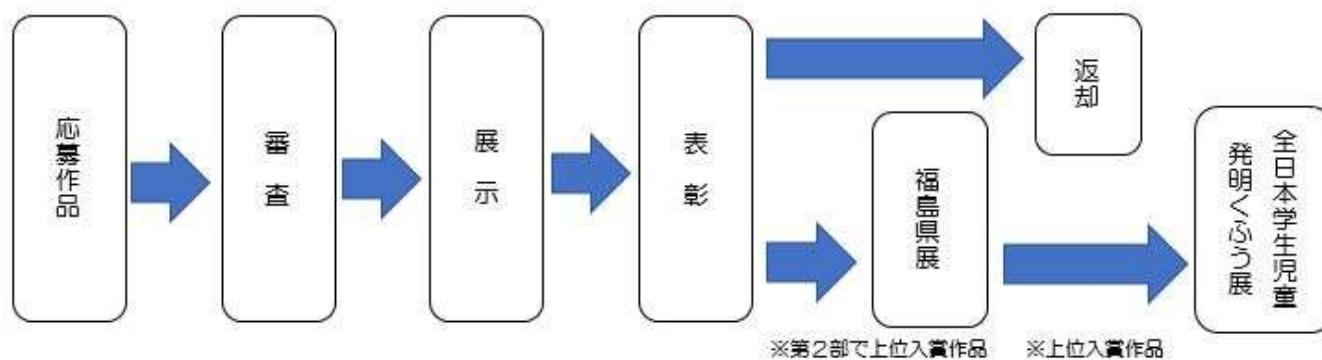 応募作品
審査
展示
表彰
返却
福島県展
全日本学生児童
発明くふう展
※第2部で上位入賞作品
※上位入賞作品